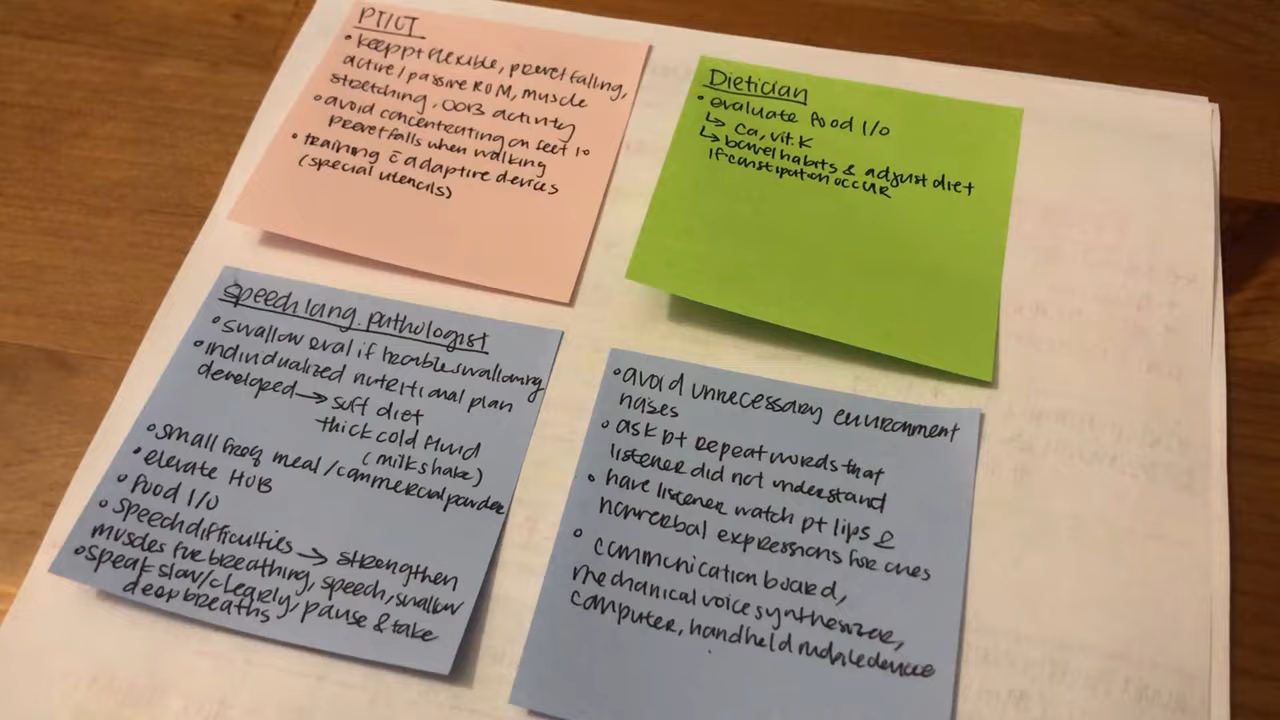 PT/OT
• keep pt flexible, prevent falling,
active/passive ROM, muscle
stretching, OOB activity
• avoid concentrating on feet to
prevent falls when walking
• training c̄ adaptive devices
(special utencils)
Dietician
• evaluate food I/O
↳ Ca, vit. K
↳ bowel habits & adjust diet
if constipation occur
Speech lang. pathologist
• swallow eval if trouble swallowing
• individualized nutritional plan
developed → soft diet
thick cold fluid
(milkshake)
• small freq meal/commercial powder
• elevate HOB
• food I/O
• speech difficulties → strengthen
muscles for breathing, speech, swallow
• speak slow/clearly/pause & take
deep breaths
• avoid unnecessary environment
noises
• ask pt repeat words that
listener did not understand
• have listener watch pt lips &
nonverbal expressions for cues
• communication board,
mechanical voice synthesizer,
computer, handheld mobile device